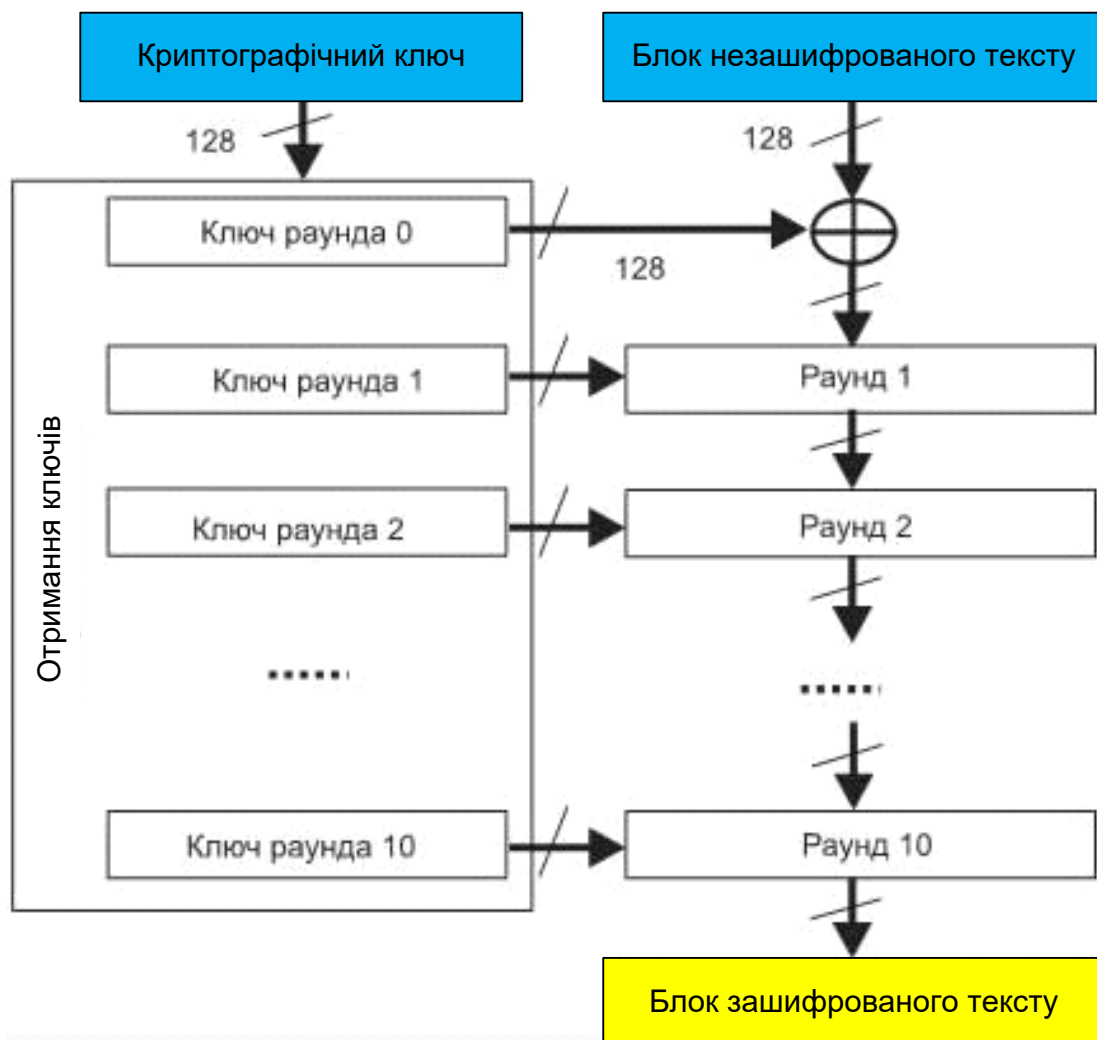 Криптографічний ключ
Блок незашифрованого тексту
128
128
Ключ раунда 0
128
Ключ раунда 1
Раунд 1
Отримання ключів
Ключ раунда 2
Раунд 2
Ключ раунда 10
Раунд 10
Блок зашифрованого тексту